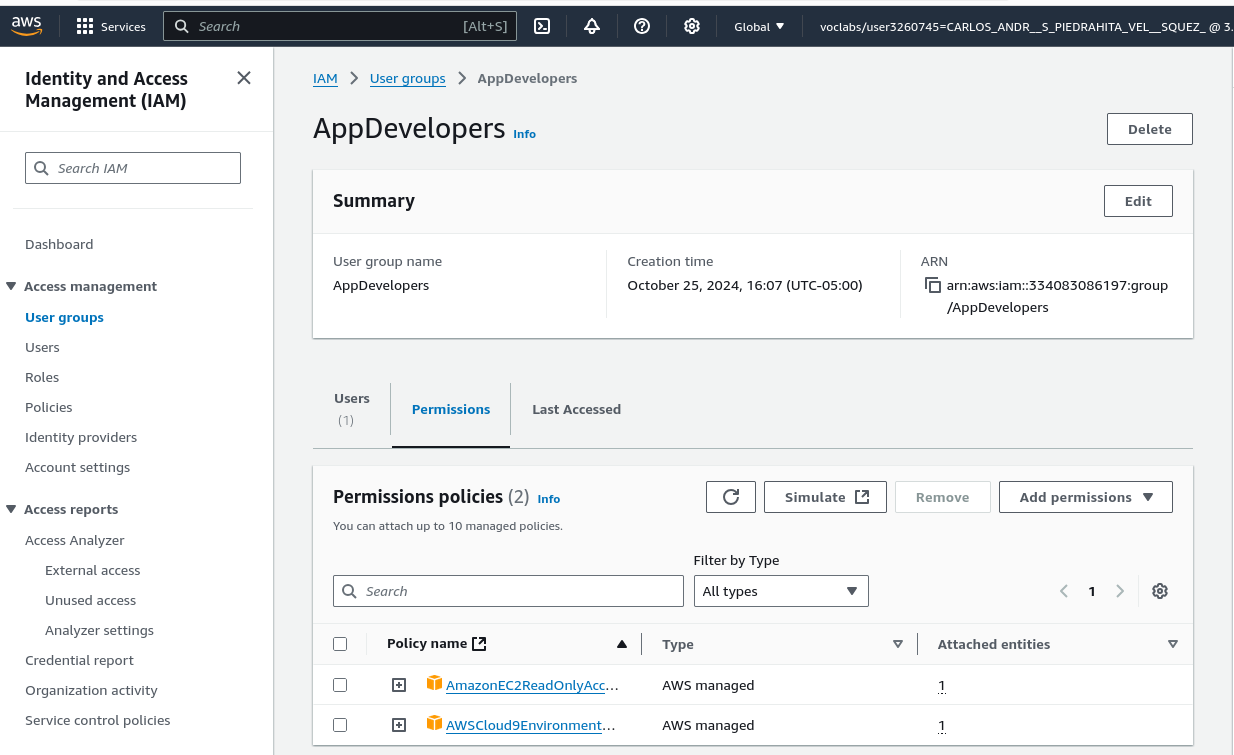 aws
Services
Search
[Alt+S]
Global
voclabs/user3260745=CARLOS_ANDR__S_PIEDRAHITA_VEL__SQUEZ_ @ 3.
Identity and Access
Management (IAM)
Search IAM
Dashboard
Access management
User groups
Users
Roles
Policies
Identity providers
Account settings
Access reports
Access Analyzer
External access
Unused access
Analyzer settings
Credential report
Organization activity
Service control policies
IAM
User groups
AppDevelopers
AppDevelopers Info
Delete
Summary
Edit
User group name
AppDevelopers
Creation time
October 25, 2024, 16:07 (UTC-05:00)
ARN
arn:aws:iam::334083086197:group
/AppDevelopers
Users
(1)
Permissions
Last Accessed
Permissions policies (2) Info
You can attach up to 10 managed policies.
Simulate
Remove
Add permissions
Filter by Type
Search
All types
1
Policy name
Type
Attached entities
AmazonEC2ReadOnlyAcc...
AWS managed
1
AWSCloud9Environment...
AWS managed
1